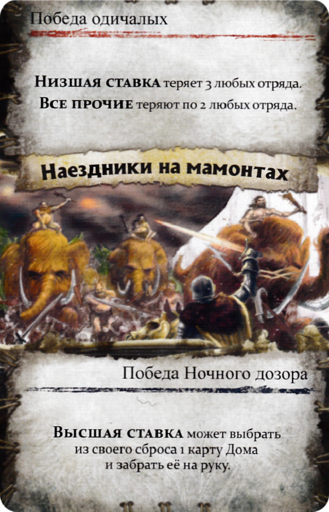 Победа одичалых
Низшая ставка теряет 3 любых отряда.
Все прочие теряют по 2 любых отряда.
Наездники на мамонтах
Победа Ночного дозора
Высшая ставка может выбрать
из своего сброса 1 карту Дома
и забрать её на руку.